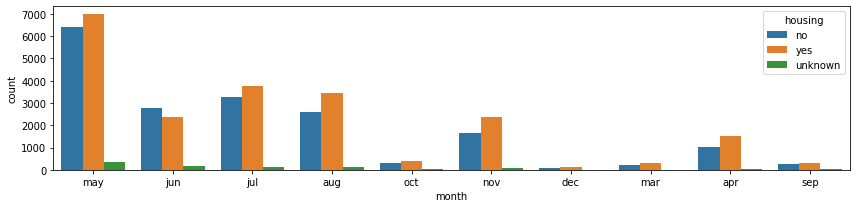 housing
no
yes
unknown
count
7000
6000
5000
4000
3000
2000
1000
0
may jun jul aug oct nov dec mar apr sep
month